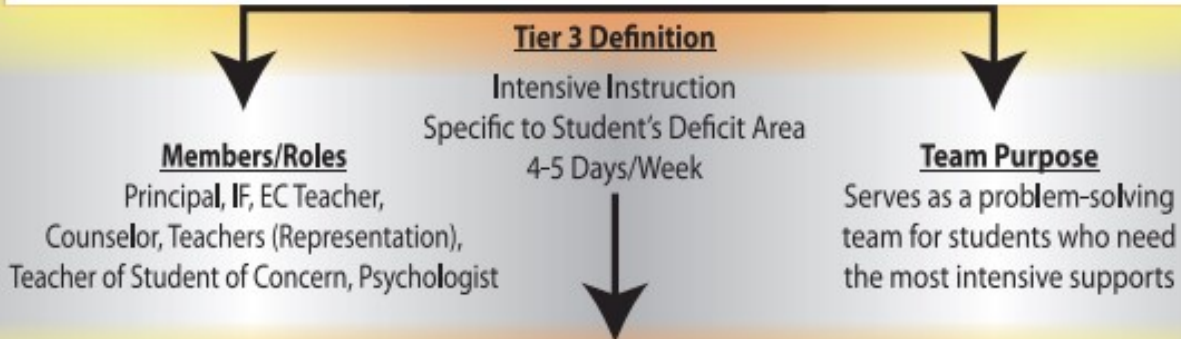 Tier 3 Definition
Intensive Instruction
Specific to Student's Deficit Area
4-5 Days/Week
Members/Roles
Principal, IF, EC Teacher,
Counselor, Teachers (Representation),
Teacher of Student of Concern, Psychologist
Team Purpose
Serves as a problem-solving
team for students who need
the most intensive supports